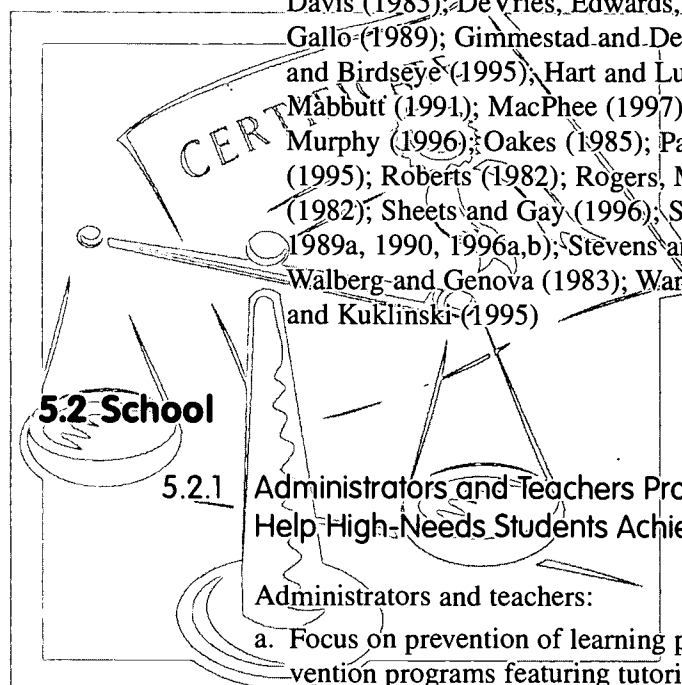 Davis (1985); DeVries, Edwards,
Gallo (1989); Gimmestad and De
and Birdseye (1995); Hart and Lu
Mabbutt (1991); MacPhee (1997)
Murphy (1996); Oakes (1985); Pa
(1995); Roberts (1982); Rogers, M
(1982); Sheets and Gay (1996); S
1989a, 1990, 1996a,b); Stevens a
Walberg and Genova (1983); War
and Kuklinski (1995)
CERTIFIC
5.2 School
5.2.1 Administrators and Teachers Pro
Help High-Needs Students Achie
Administrators and teachers:
a. Focus on prevention of learning p
vention programs featuring tutori